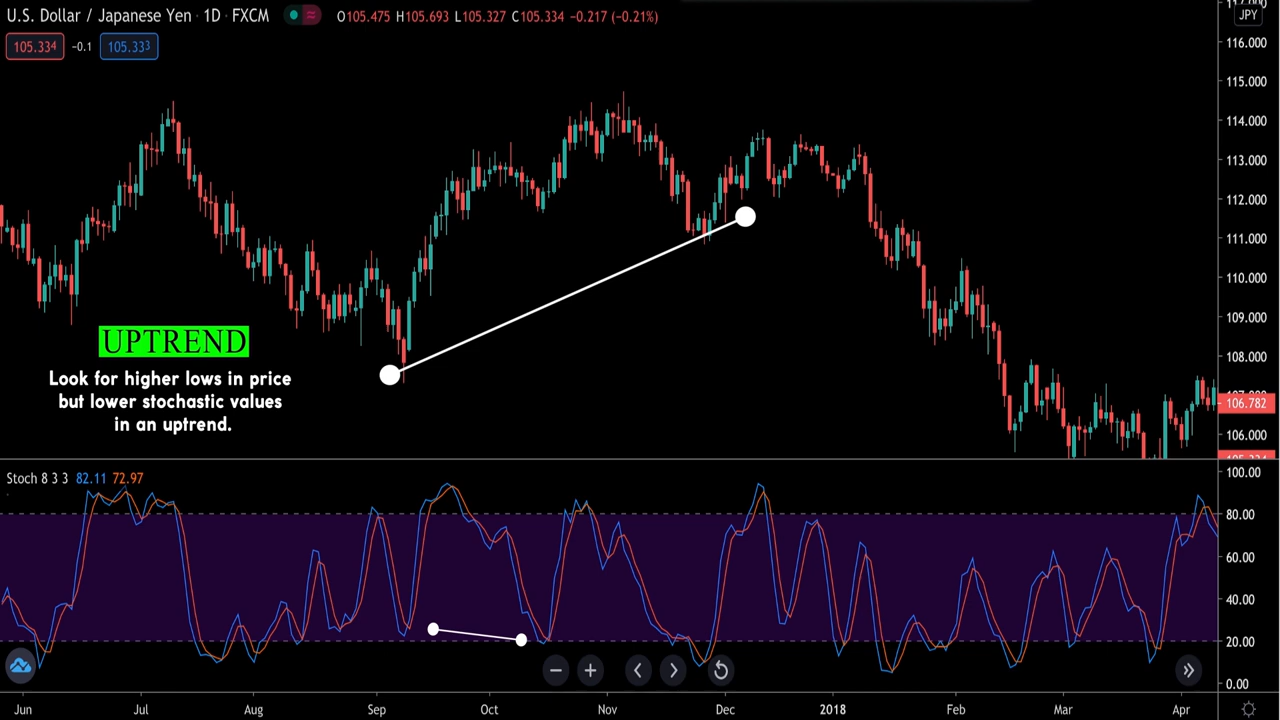 U.S. Dollar / Japanese Yen · 1D · FXCM O105.475 H105.693 L105.327 C105.334 −0.217 (−0.21%)
105.334 −0.1 105.333
JPY
116.000
115.000
114.000
113.000
112.000
111.000
110.000
109.000
108.000
106.782
106.000
UPTREND
Look for higher lows in price
but lower stochastic values
in an uptrend.
Stoch 8 3 3 82.11 72.97
100.00
80.00
60.00
40.00
20.00
0.00
Jun Jul Aug Sep Oct Nov Dec 2018 Feb Mar Apr